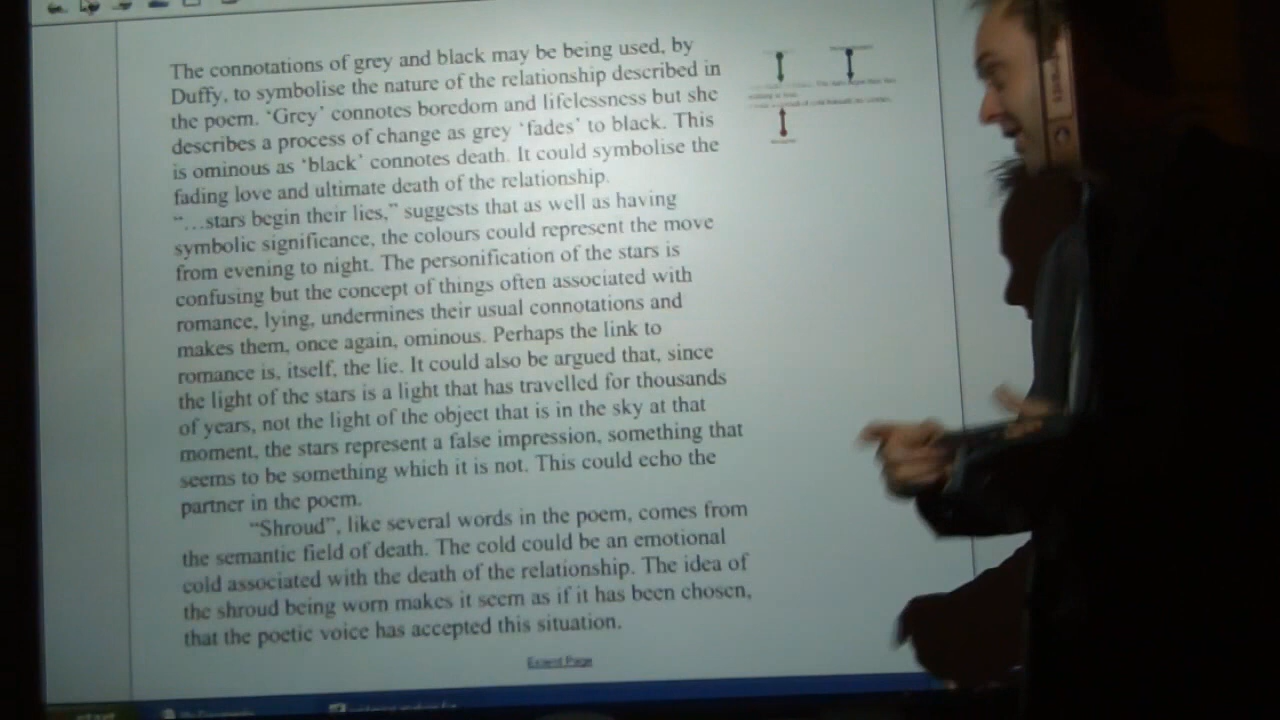 The connotations of grey and black may be being used, by
Duffy, to symbolise the nature of the relationship described in
the poem. ‘Grey’ connotes boredom and lifelessness but she
describes a process of change as grey ‘fades’ to black. This
is ominous as ‘black’ connotes death. It could symbolise the
fading love and ultimate death of the relationship.
“…stars begin their lies,” suggests that as well as having
symbolic significance, the colours could represent the move
from evening to night. The personification of the stars is
confusing but the concept of things often associated with
romance, lying, undermines their usual connotations and
makes them, once again, ominous. Perhaps the link to
romance is, itself, the lie. It could also be argued that, since
the light of the stars is a light that has travelled for thousands
of years, not the light of the object that is in the sky at that
moment, the stars represent a false impression, something that
seems to be something which it is not. This could echo the
partner in the poem.
“Shroud”, like several words in the poem, comes from
the semantic field of death. The cold could be an emotional
cold associated with the death of the relationship. The idea of
the shroud being worn makes it seem as if it has been chosen,
that the poetic voice has accepted this situation.
Extend Page